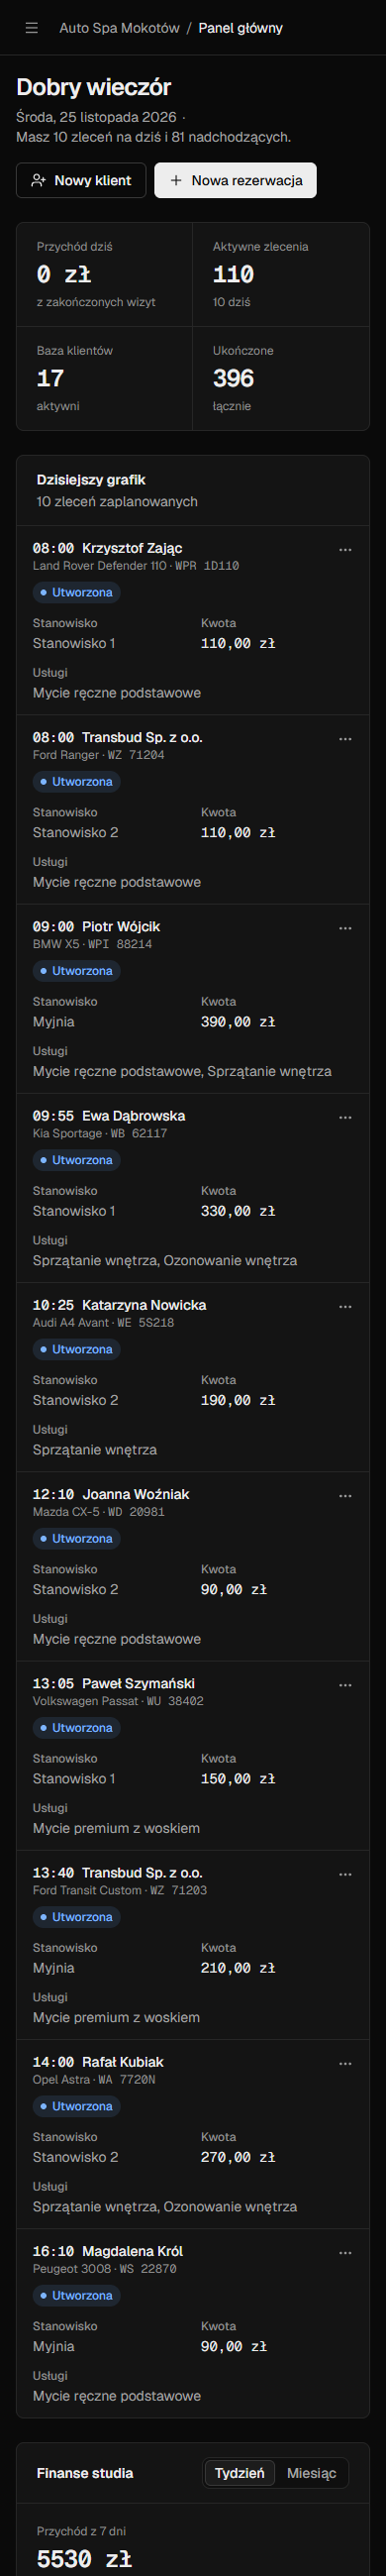 Auto Spa Mokotów / Panel główny
Dobry wieczór
Środa, 25 listopada 2026 ·
Masz 10 zleceń na dziś i 81 nadchodzących.
Nowy klient
Nowa rezerwacja
Przychód dziś
0 zł
z zakończonych wizyt
Aktywne zlecenia
110
10 dziś
Baza klientów
17
aktywni
Ukończone
396
łącznie
Dzisiejszy grafik
10 zleceń zaplanowanych
08:00 Krzysztof Zając
Land Rover Defender 110 · WPR 1D110
Utworzona
Stanowisko Kwota
Stanowisko 1 110,00 zł
Usługi
Mycie ręczne podstawowe
08:00 Transbud Sp. z o.o.
Ford Ranger · WZ 71204
Utworzona
Stanowisko Kwota
Stanowisko 2 110,00 zł
Usługi
Mycie ręczne podstawowe
09:00 Piotr Wójcik
BMW X5 · WPI 88214
Utworzona
Stanowisko Kwota
Myjnia 390,00 zł
Usługi
Mycie ręczne podstawowe, Sprzątanie wnętrza
09:55 Ewa Dąbrowska
Kia Sportage · WB 62117
Utworzona
Stanowisko Kwota
Stanowisko 1 330,00 zł
Usługi
Sprzątanie wnętrza, Ozonowanie wnętrza
10:25 Katarzyna Nowicka
Audi A4 Avant · WE 5S218
Utworzona
Stanowisko Kwota
Stanowisko 2 190,00 zł
Usługi
Sprzątanie wnętrza
12:10 Joanna Woźniak
Mazda CX-5 · WD 20981
Utworzona
Stanowisko Kwota
Stanowisko 2 90,00 zł
Usługi
Mycie ręczne podstawowe
13:05 Paweł Szymański
Volkswagen Passat · WU 38402
Utworzona
Stanowisko Kwota
Stanowisko 1 150,00 zł
Usługi
Mycie premium z woskiem
13:40 Transbud Sp. z o.o.
Ford Transit Custom · WZ 71203
Utworzona
Stanowisko Kwota
Myjnia 210,00 zł
Usługi
Mycie premium z woskiem
14:00 Rafał Kubiak
Opel Astra · WA 7720N
Utworzona
Stanowisko Kwota
Stanowisko 2 270,00 zł
Usługi
Sprzątanie wnętrza, Ozonowanie wnętrza
16:10 Magdalena Król
Peugeot 3008 · WS 22870
Utworzona
Stanowisko Kwota
Myjnia 90,00 zł
Usługi
Mycie ręczne podstawowe
Finanse studia Tydzień Miesiąc
Przychód z 7 dni
5530 zł